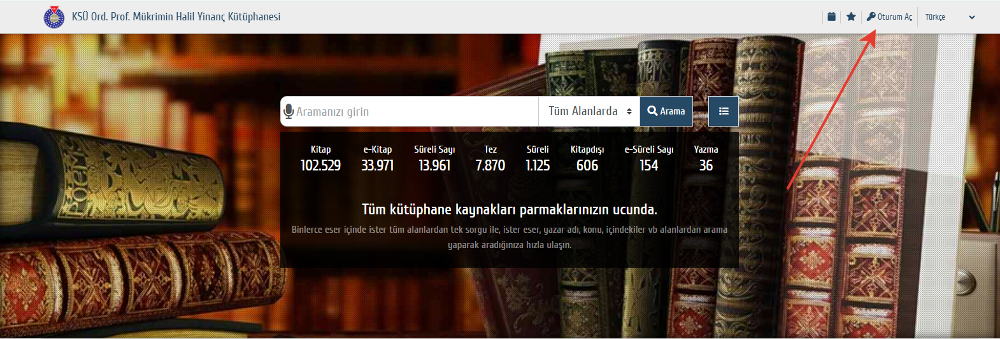 KSÜ Ord. Prof. Mükrimin Halil Yinanç Kütüphanesi
Oturum Aç
Türkçe
Aramanızı girin
Tüm Alanlarda
Arama
Kitap e-Kitap Süreli Sayı Tez Süreli Kitapdışı e-Süreli Sayı Yazma
102.529 33.971 13.961 7.870 1.125 606 154 36
Tüm kütüphane kaynakları parmaklarınızın ucunda.
Binlerce eser içinde ister tüm alanlardan tek sorgu ile, ister eser, yazar adı, konu, içindekiler vb alanlardan arama
yaparak aradığınıza hızla ulaşın.